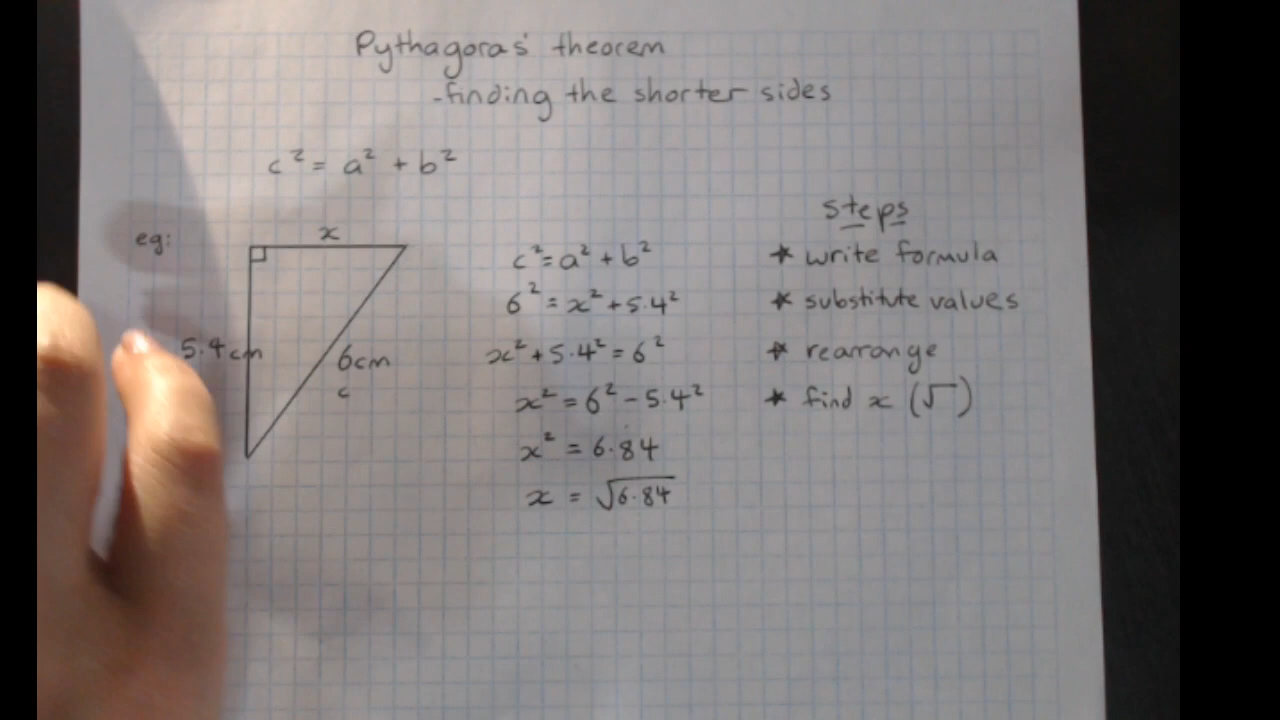 Pythagoras' theorem
-finding the shorter sides
c² = a² + b²
eg:
x
5.4cm
6cm
c
c² = a² + b²
6² = x² + 5.4²
x² + 5.4² = 6²
x² = 6² - 5.4²
x² = 6.84
x = √6.84
steps
* write formula
* substitute values
* rearrange
* find x (√)